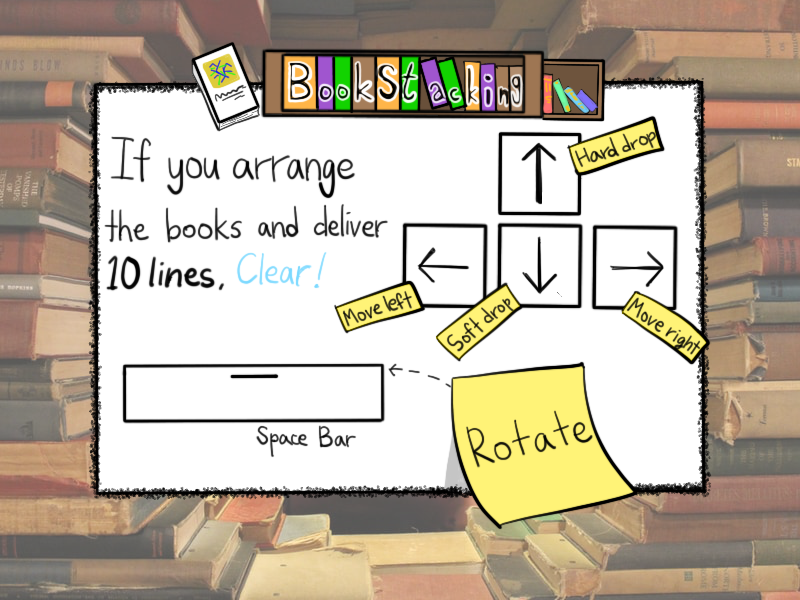 BookStacking
If you arrange
the books and deliver
10 lines, Clear!
Hard drop
Move left
Soft drop
Move right
Space Bar
Rotate